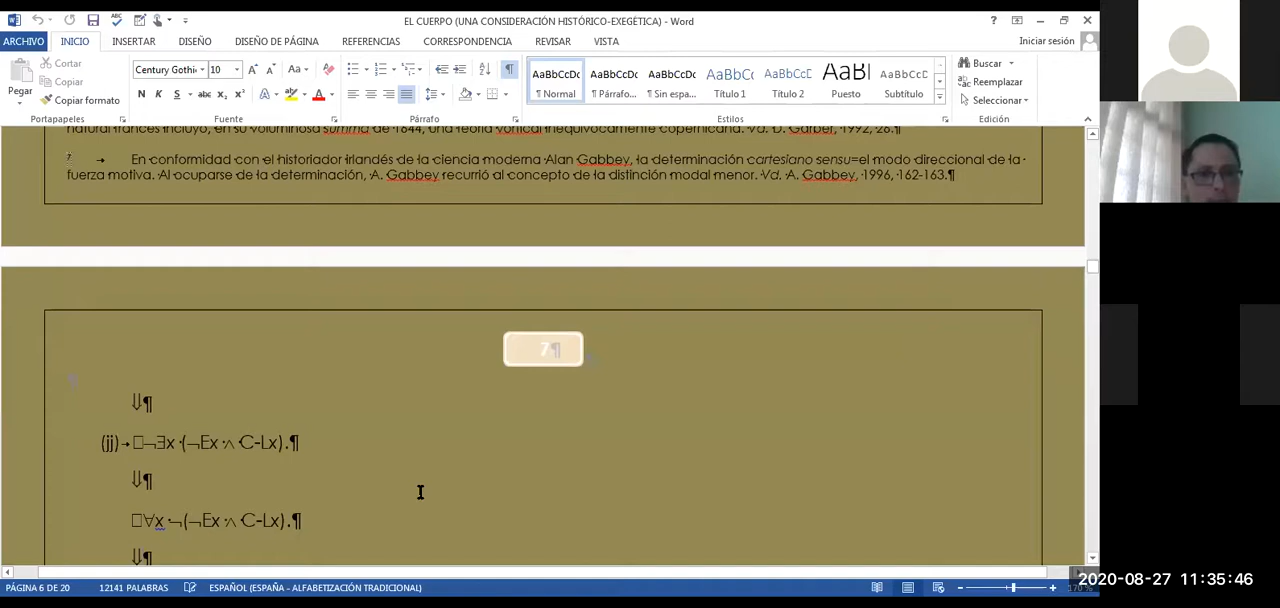 EL CUERPO (UNA CONSIDERACIÓN HISTÓRICO-EXEGÉTICA) - Word
ARCHIVO INICIO INSERTAR DISEÑO DISEÑO DE PÁGINA REFERENCIAS CORRESPONDENCIA REVISAR VISTA Iniciar sesión
Pegar Cortar Copiar Copiar formato
Century Gothi 10
AaBbCcDc AaBbCcDc AaBbCcDc AaBbC AaBbCcD AaBl AaBbCcD
¶ Normal ¶ Párrafo... ¶ Sin espa... Título 1 Título 2 Puesto Subtítulo
Buscar Reemplazar Seleccionar
Portapapeles Fuente Párrafo Estilos Edición
natural francés incluyó, en su voluminosa summa de 1644, una teoría vortical inequívocamente copernicana. Vd. D. Garber, 1992, 26.¶
7 → En conformidad con el historiador irlandés de la ciencia moderna Alan Gabbey, la determinación cartesiano sensu=el modo direccional de la
fuerza motiva. Al ocuparse de la determinación, A. Gabbey recurrió al concepto de la distinción modal menor. Vd. A. Gabbey, 1996, 162-163.¶
7¶
¶
⇓¶
(jj)→□¬∃x (¬Ex ∧ C-Lx).¶
⇓¶
□∀x ¬(¬Ex ∧ C-Lx).¶
⇓¶
PÁGINA 6 DE 20 12141 PALABRAS ESPAÑOL (ESPAÑA - ALFABETIZACIÓN TRADICIONAL) 170 %
2020-08-27 11:35:46